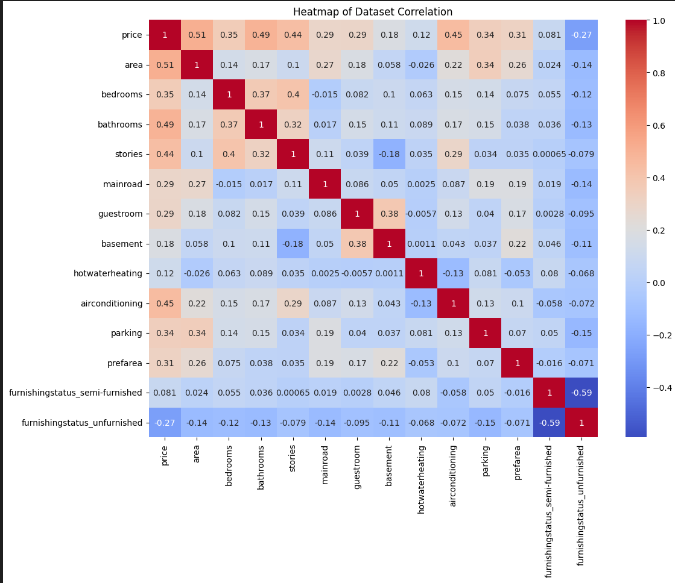 Heatmap of Dataset Correlation
price 1 0.51 0.35 0.49 0.44 0.29 0.29 0.18 0.12 0.45 0.34 0.31 0.081 -0.27
area 0.51 1 0.14 0.17 0.1 0.27 0.18 0.058 -0.026 0.22 0.34 0.26 0.024 -0.14
bedrooms 0.35 0.14 1 0.37 0.4 -0.015 0.082 0.1 0.063 0.15 0.14 0.075 0.055 -0.12
bathrooms 0.49 0.17 0.37 1 0.32 0.017 0.15 0.11 0.089 0.17 0.15 0.038 0.036 -0.13
stories 0.44 0.1 0.4 0.32 1 0.11 0.039 -0.18 0.035 0.29 0.034 0.035 0.00065 -0.079
mainroad 0.29 0.27 -0.015 0.017 0.11 1 0.086 0.05 0.0025 0.087 0.19 0.19 0.019 -0.14
guestroom 0.29 0.18 0.082 0.15 0.039 0.086 1 0.38 -0.0057 0.13 0.04 0.17 0.0028 -0.095
basement 0.18 0.058 0.1 0.11 -0.18 0.05 0.38 1 0.0011 0.043 0.037 0.22 0.046 -0.11
hotwaterheating 0.12 -0.026 0.063 0.089 0.035 0.0025 -0.0057 0.0011 1 -0.13 0.081 -0.053 0.08 -0.068
airconditioning 0.45 0.22 0.15 0.17 0.29 0.087 0.13 0.043 -0.13 1 0.13 0.1 -0.058 -0.072
parking 0.34 0.34 0.14 0.15 0.034 0.19 0.04 0.037 0.081 0.13 1 0.07 0.05 -0.15
prefarea 0.31 0.26 0.075 0.038 0.035 0.19 0.17 0.22 -0.053 0.1 0.07 1 -0.016 -0.071
furnishingstatus_semi-furnished 0.081 0.024 0.055 0.036 0.00065 0.019 0.0028 0.046 0.08 -0.058 0.05 -0.016 1 -0.59
furnishingstatus_unfurnished -0.27 -0.14 -0.12 -0.13 -0.079 -0.14 -0.095 -0.11 -0.068 -0.072 -0.15 -0.071 -0.59 1
price area bedrooms bathrooms stories mainroad guestroom basement hotwaterheating airconditioning parking prefarea furnishingstatus_semi-furnished furnishingstatus_unfurnished
1.0
0.8
0.6
0.4
0.2
0.0
−0.2
−0.4